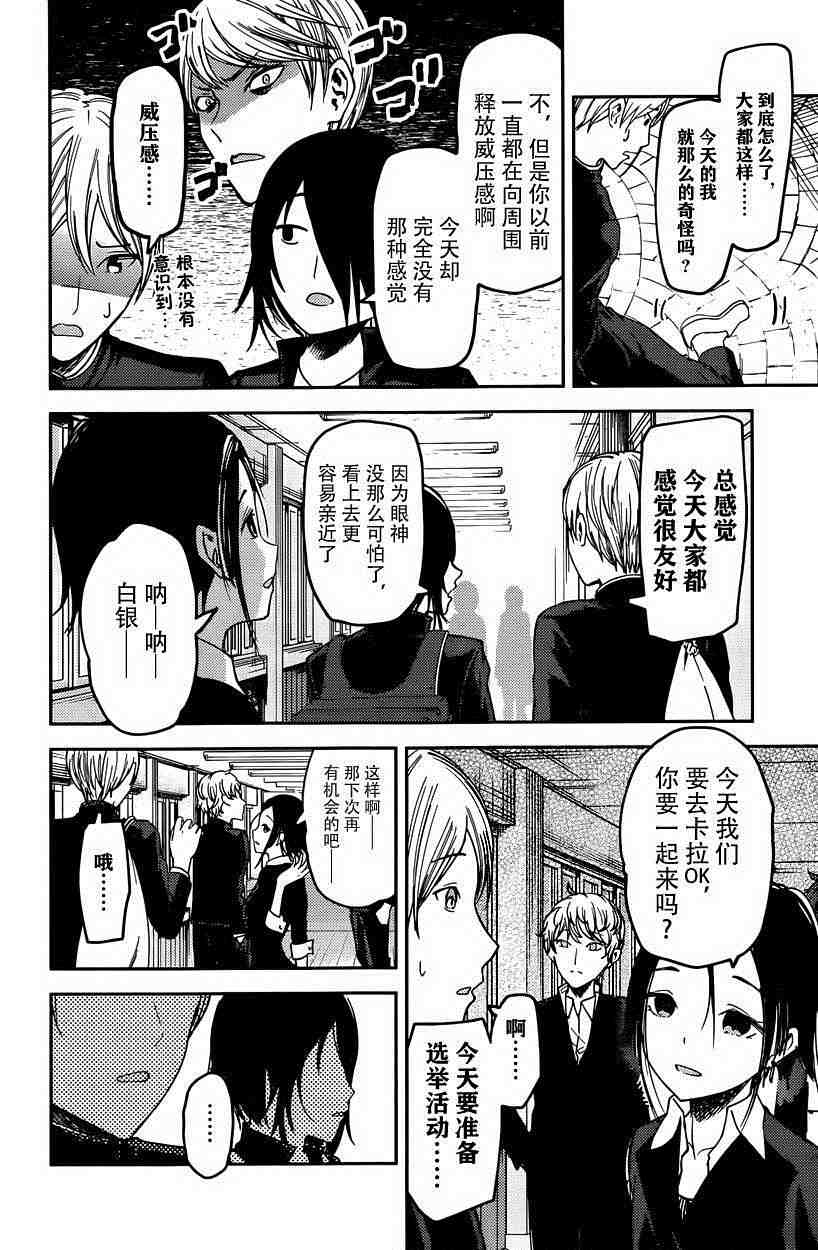 到底怎么了，
大家都这样……
今天的我
就那么的奇怪吗？
不，但是你以前
一直都在向周围
释放威压感啊
今天却
完全没有
那种感觉
ゴゴ
ゴゴ
威压感……
根本没有
意识到…
总感觉
今天大家都
感觉很友好
因为眼神
没那么可怕了，
看上去更
容易亲近了
呐—呐—
白银——
今天我们
要去卡拉OK，
你要一起来吗？
啊…
今天要准备
选举活动……
这样啊——
那下次再
有机会的吧——
哦…
…
…